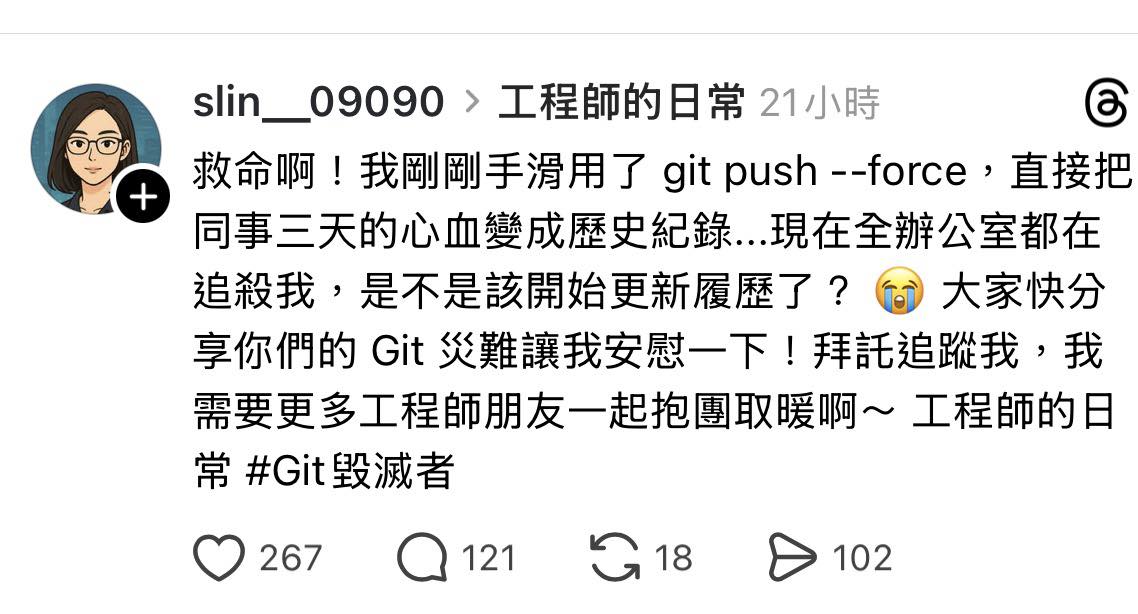 slin__09090 > 工程師的日常 21小時
救命啊！我剛剛手滑用了 git push --force，直接把
同事三天的心血變成歷史紀錄...現在全辦公室都在
追殺我，是不是該開始更新履歷了？ 😭 大家快分
享你們的 Git 災難讓我安慰一下！拜託追蹤我，我
需要更多工程師朋友一起抱團取暖啊～ 工程師的日
常 #Git毀滅者
267 121 18 102